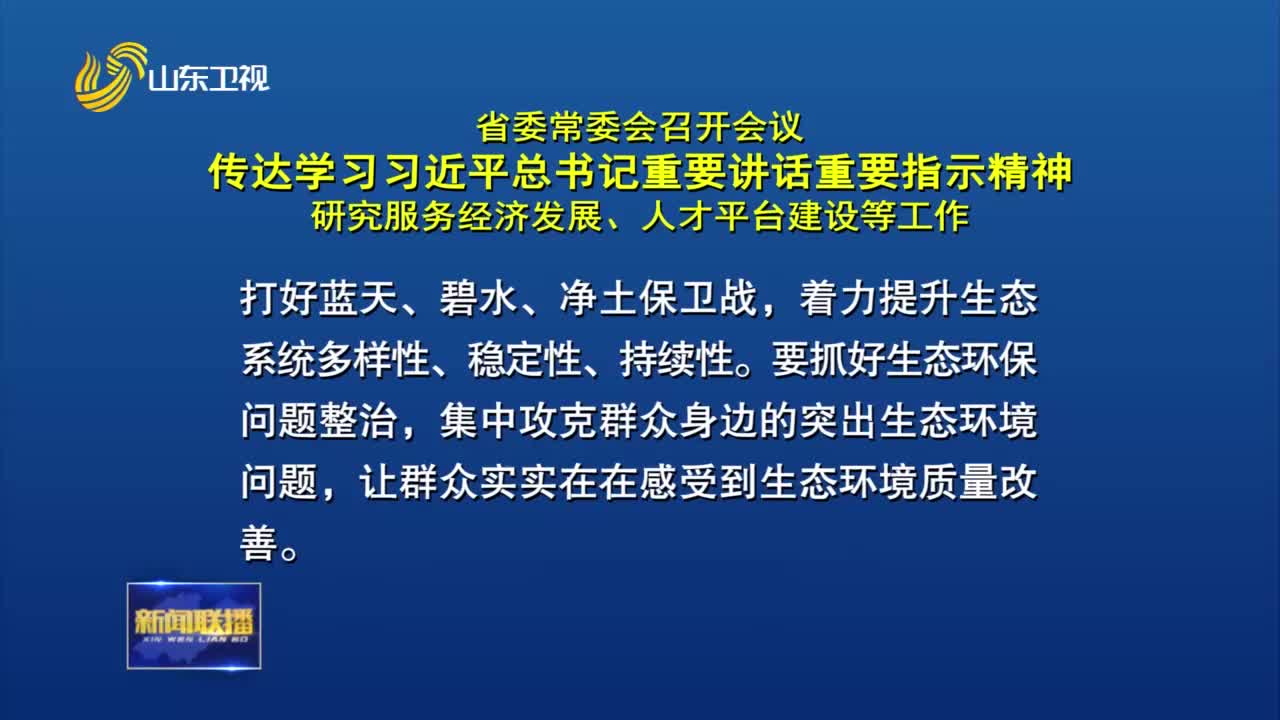 山东卫视
省委常委会召开会议
传达学习习近平总书记重要讲话重要指示精神
研究服务经济发展、人才平台建设等工作
打好蓝天、碧水、净土保卫战，着力提升生态
系统多样性、稳定性、持续性。要抓好生态环保
问题整治，集中攻克群众身边的突出生态环境
问题，让群众实实在在感受到生态环境质量改
善。
新闻联播
XIN WEN LIAN BO